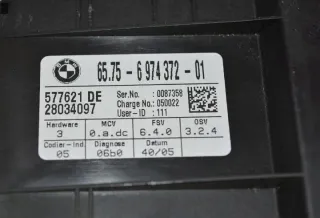 BMW
65.75 - 6 974 372 - 01
577621 DE
28034097
Ser.No. : 0087358
Charge No.: 050022
User-ID : 111
Hardware MCV FSV OSV
3 0.a.dc 6.4.0 3.2.4
Codier-Ind. Diagnose Datum
05 06b0 40/05